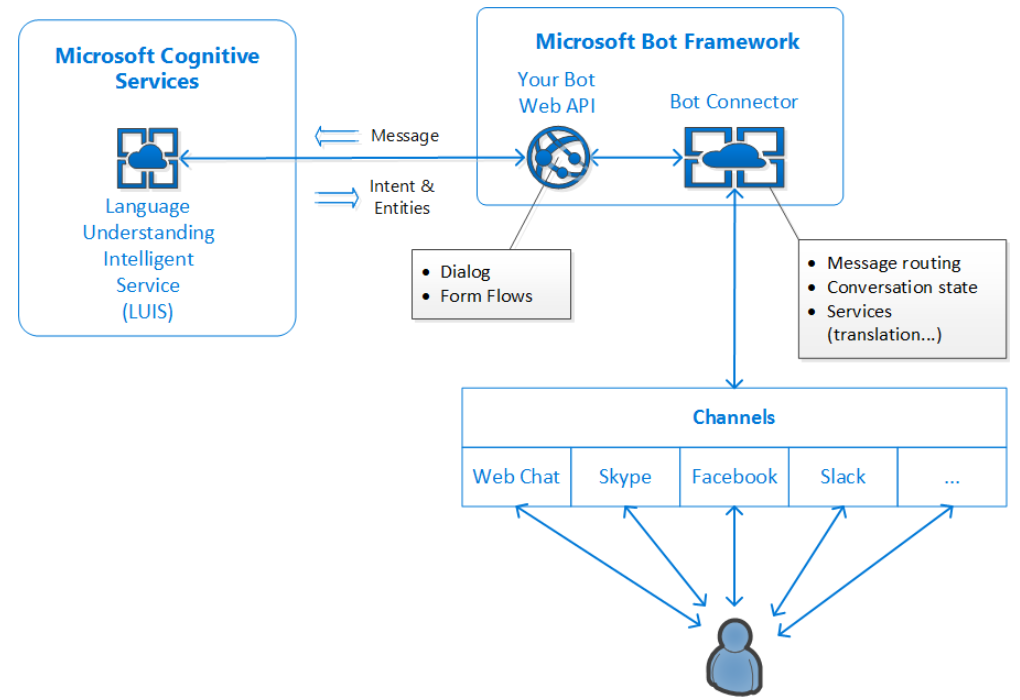 Microsoft Cognitive
Services
Language
Understanding
Intelligent
Service
(LUIS)
Message
Intent &
Entities
Microsoft Bot Framework
Your Bot
Web API
Bot Connector
• Dialog
• Form Flows
• Message routing
• Conversation state
• Services
(translation...)
Channels
Web Chat
Skype
Facebook
Slack
...